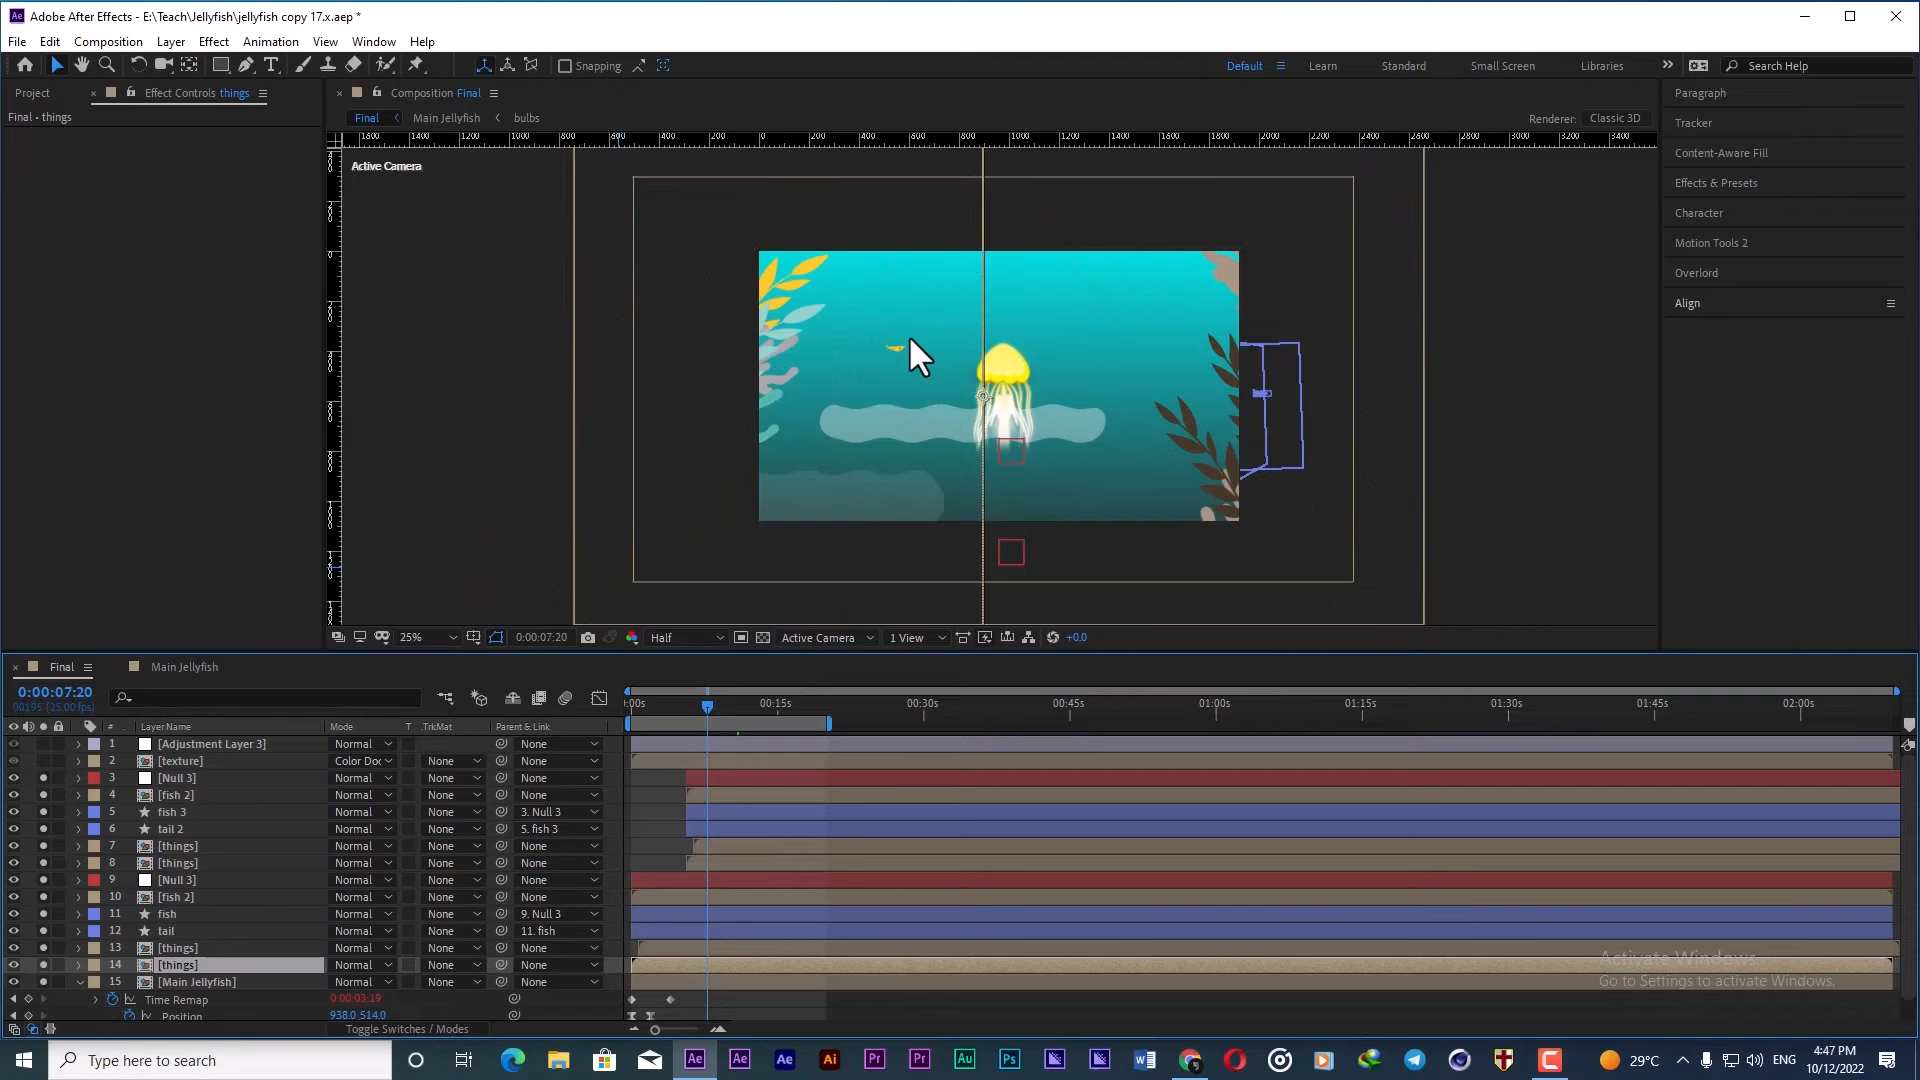 Adobe After Effects - E:\Teach\Jellyfish\jellyfish copy 17.x.aep *
File Edit Composition Layer Effect Animation View Window Help
Snapping Default Learn Standard Small Screen Libraries Search Help
Project Effect Controls things Composition Final Paragraph
Final • things Final Main Jellyfish bulbs Renderer: Classic 3D
Tracker
Content-Aware Fill
Effects & Presets
Character
Motion Tools 2
Overlord
Align
Active Camera
25% 0:00:07:20 Half Active Camera 1 View +0.0
Final Main Jellyfish
0:00:07:20
00195 (25.00 fps)
:00s 00:15s 00:30s 00:45s 01:00s 01:15s 01:30s 01:45s 02:00s
# Layer Name Mode T .TrkMat Parent & Link
1 [Adjustment Layer 3] Normal None
2 [texture] Color Doc None None
3 [Null 3] Normal None None
4 [fish 2] Normal None None
5 fish 3 Normal None 3. Null 3
6 tail 2 Normal None 5. fish 3
7 [things] Normal None None
8 [things] Normal None None
9 [Null 3] Normal None None
10 [fish 2] Normal None None
11 fish Normal None 9. Null 3
12 tail Normal None 11. fish
13 [things] Normal None None
14 [things] Normal None None
15 [Main Jellyfish] Normal None None
Time Remap 0:00:03:19
Position 938.0, 514.0
Toggle Switches / Modes
Activate Windows
Go to Settings to activate Windows.
Type here to search
29°C ENG 4:47 PM
10/12/2022